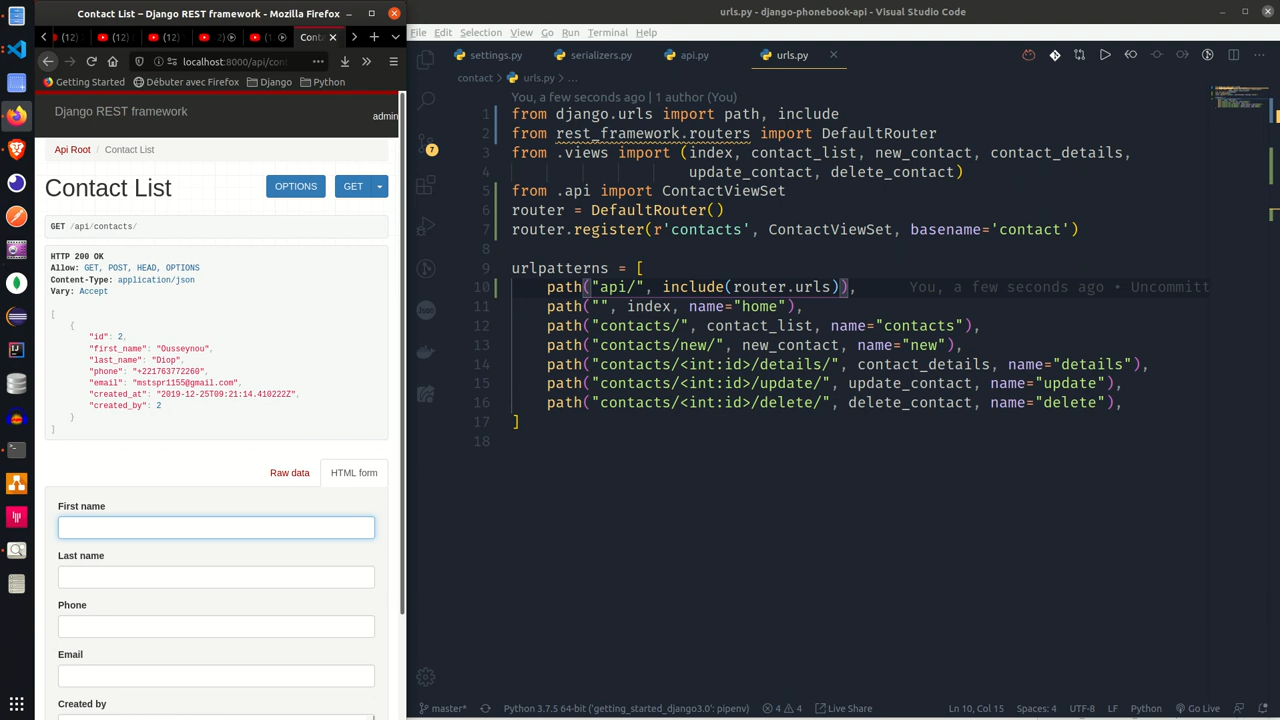 Contact List – Django REST framework - Mozilla Firefox
(12)
(12)
(12)
2
(1
Conta
localhost:8000/api/cont
Getting Started
Débuter avec Firefox
Django
Python
Django REST framework
admin
Api Root / Contact List
Contact List
OPTIONS
GET
GET /api/contacts/
HTTP 200 OK
Allow: GET, POST, HEAD, OPTIONS
Content-Type: application/json
Vary: Accept
[
{
"id": 2,
"first_name": "Ousseynou",
"last_name": "Diop",
"phone": "+221763772260",
"email": "mstspr1155@gmail.com",
"created_at": "2019-12-25T09:21:14.410222Z",
"created_by": 2
}
]
Raw data
HTML form
First name
Last name
Phone
Email
Created by
urls.py - django-phonebook-api - Visual Studio Code
File Edit Selection View Go Run Terminal Help
settings.py
serializers.py
api.py
urls.py
contact > urls.py > …
7
You, a few seconds ago | 1 author (You)
1 from django.urls import path, include
2 from rest_framework.routers import DefaultRouter
3 from .views import (index, contact_list, new_contact, contact_details,
4 update_contact, delete_contact)
5 from .api import ContactViewSet
6 router = DefaultRouter()
7 router.register(r'contacts', ContactViewSet, basename='contact')
8
9 urlpatterns = [
10 path("api/", include(router.urls)), You, a few seconds ago • Uncommitt
11 path("", index, name="home"),
12 path("contacts/", contact_list, name="contacts"),
13 path("contacts/new/", new_contact, name="new"),
14 path("contacts/<int:id>/details/", contact_details, name="details"),
15 path("contacts/<int:id>/update/", update_contact, name="update"),
16 path("contacts/<int:id>/delete/", delete_contact, name="delete"),
17 ]
18
master*
Python 3.7.5 64-bit ('getting_started_django3.0': pipenv)
4
4
Live Share
Ln 10, Col 15
Spaces: 4
UTF-8
LF
Python
Go Live